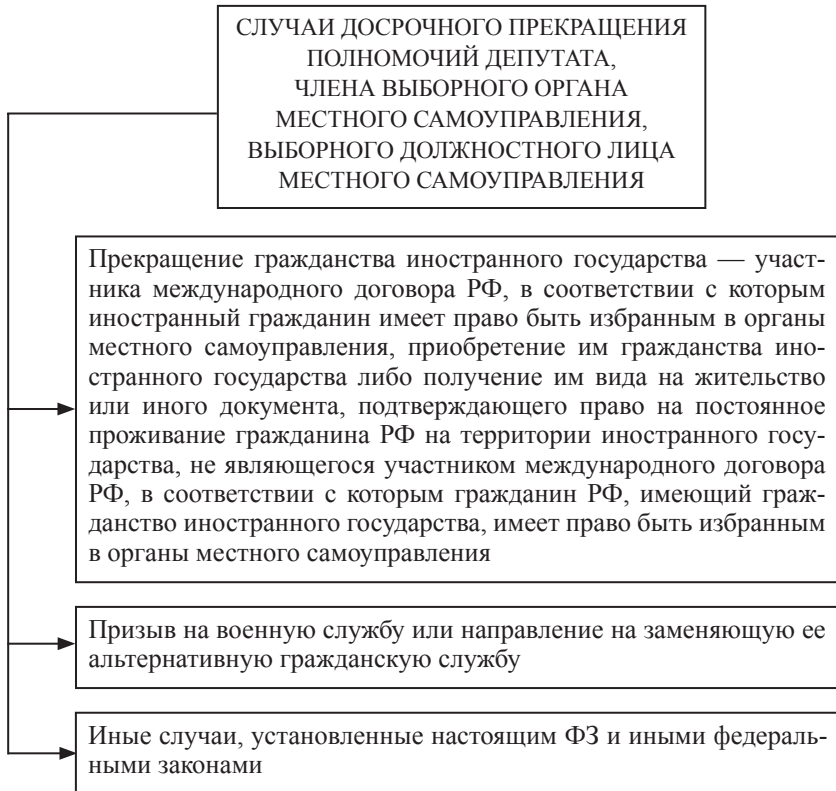 СЛУЧАИ ДОСРОЧНОГО ПРЕКРАЩЕНИЯ
ПОЛНОМОЧИЙ ДЕПУТАТА,
ЧЛЕНА ВЫБОРНОГО ОРГАНА
МЕСТНОГО САМОУПРАВЛЕНИЯ,
ВЫБОРНОГО ДОЛЖНОСТНОГО ЛИЦА
МЕСТНОГО САМОУПРАВЛЕНИЯ
Прекращение гражданства иностранного государства — участ-
ника международного договора РФ, в соответствии с которым
иностранный гражданин имеет право быть избранным в органы
местного самоуправления, приобретение им гражданства ино-
странного государства либо получение им вида на жительство
или иного документа, подтверждающего право на постоянное
проживание гражданина РФ на территории иностранного госу-
дарства, не являющегося участником международного договора
РФ, в соответствии с которым гражданин РФ, имеющий граж-
данство иностранного государства, имеет право быть избранным
в органы местного самоуправления
Призыв на военную службу или направление на заменяющую ее
альтернативную гражданскую службу
Иные случаи, установленные настоящим ФЗ и иными федераль-
ными законами